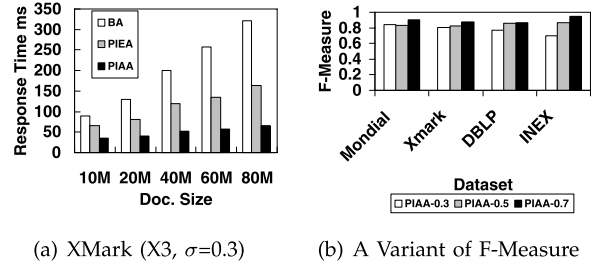 350
300
250
200
150
100
50
0
Response Time ms
BA
PIEA
PIAA
10M 20M 40M 60M 80M
Doc. Size
(a) XMark (X3, σ=0.3)
1
0.8
0.6
0.4
0.2
0
F-Measure
Mondial Xmark DBLP INEX
Dataset
PIAA-0.3 PIAA-0.5 PIAA-0.7
(b) A Variant of F-Measure